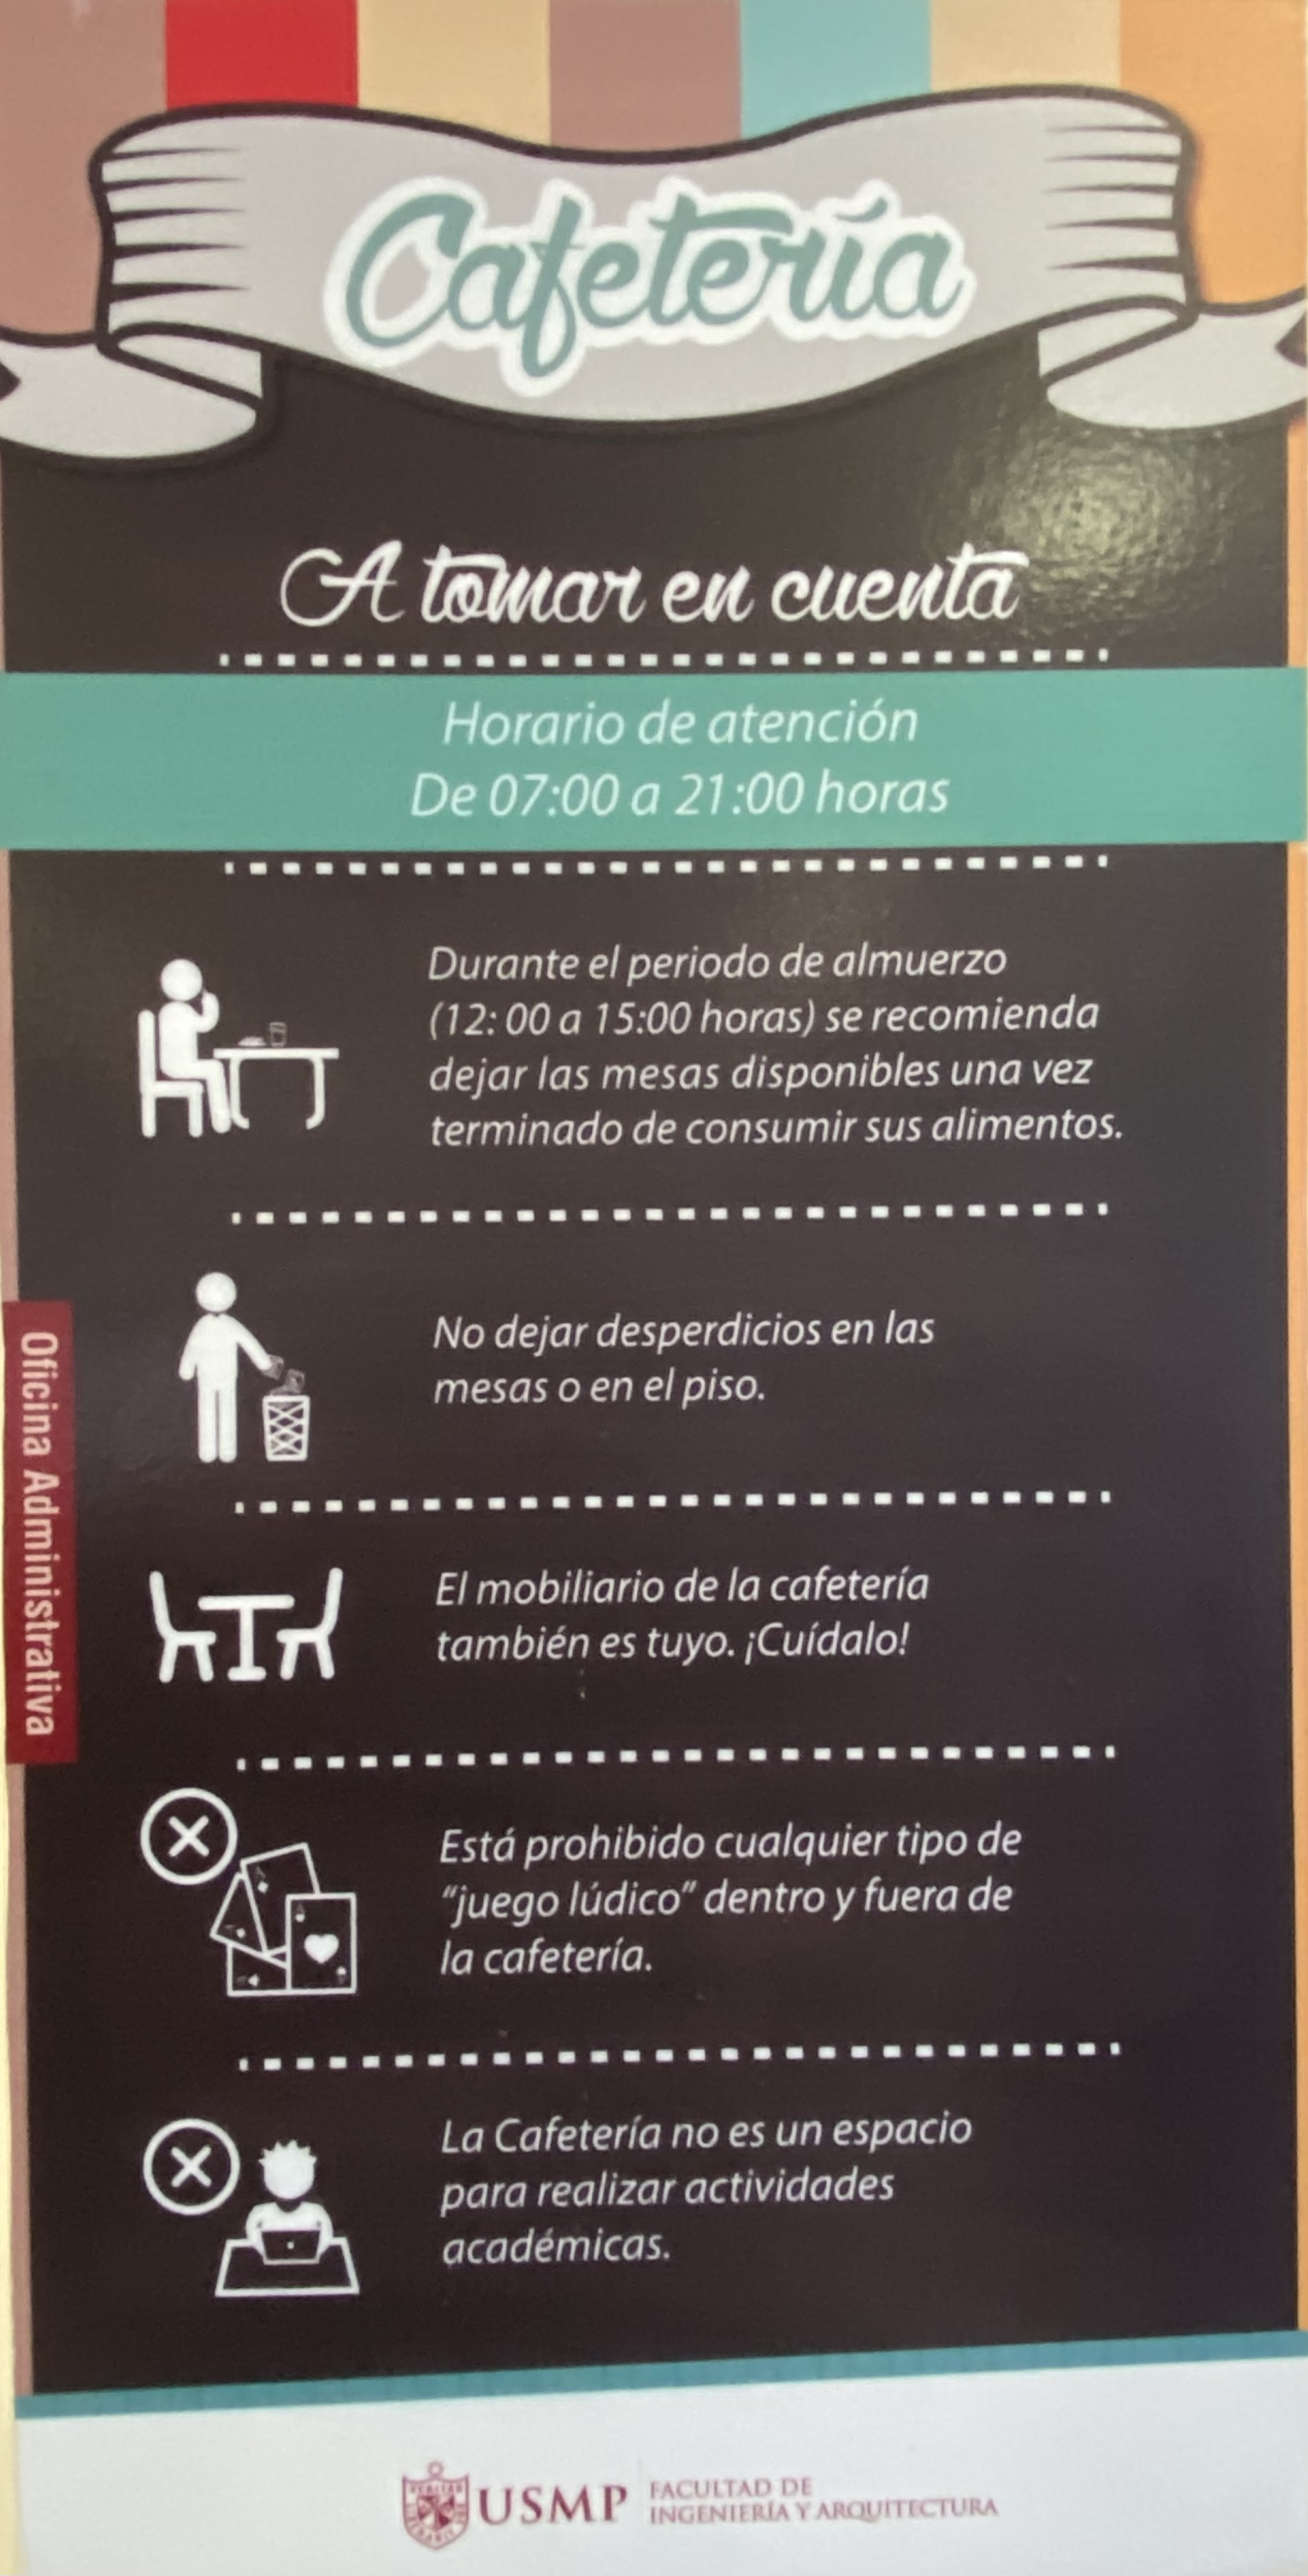 Cafetería
A tomar en cuenta
Horario de atención
De 07:00 a 21:00 horas
Durante el periodo de almuerzo
(12: 00 a 15:00 horas) se recomienda
dejar las mesas disponibles una vez
terminado de consumir sus alimentos.
No dejar desperdicios en las
mesas o en el piso.
Oficina Administrativa
El mobiliario de la cafetería
también es tuyo. ¡Cuídalo!
Está prohibido cualquier tipo de
"juego lúdico" dentro y fuera de
la cafetería.
La Cafetería no es un espacio
para realizar actividades
académicas.
USMP
FACULTAD DE
INGENIERÍA Y ARQUITECTURA